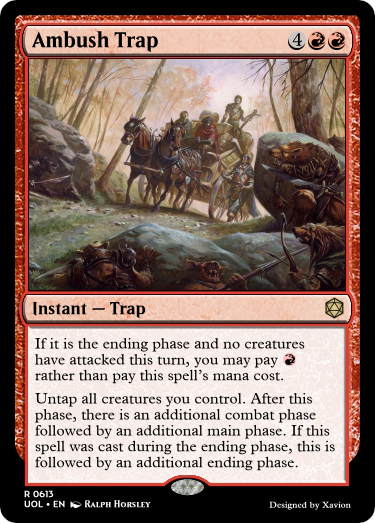 Ambush Trap 4
Instant — Trap
If it is the ending phase and no creatures
have attacked this turn, you may pay
rather than pay this spell's mana cost.
Untap all creatures you control. After this
phase, there is an additional combat phase
followed by an additional main phase. If this
spell was cast during the ending phase, this is
followed by an additional ending phase.
R 0613
UOL • EN Ralph Horsley
Designed by Xavion